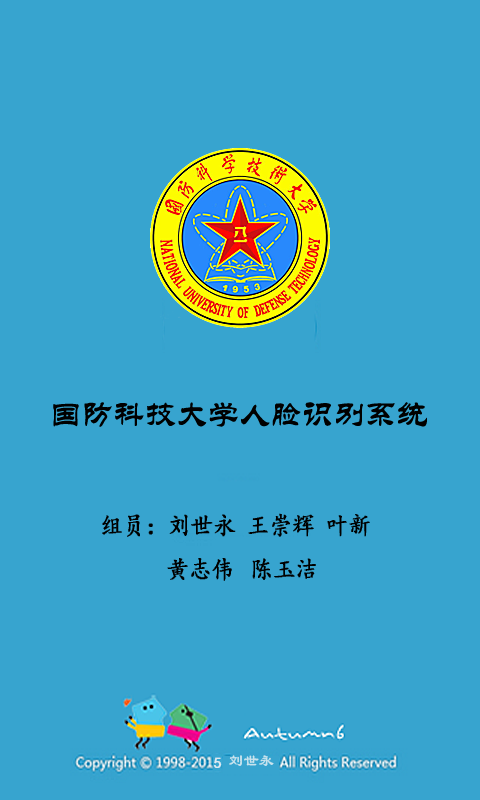 國防科学技術大学
NATIONAL UNIVERSITY OF DEFENSE TECHNOLOGY
八一
1953
国防科技大学人脸识别系统
组员：刘世永 王崇辉 叶新
黄志伟 陈玉洁
Autumn6
Copyright © 1998-2015 刘世永 All Rights Reserved